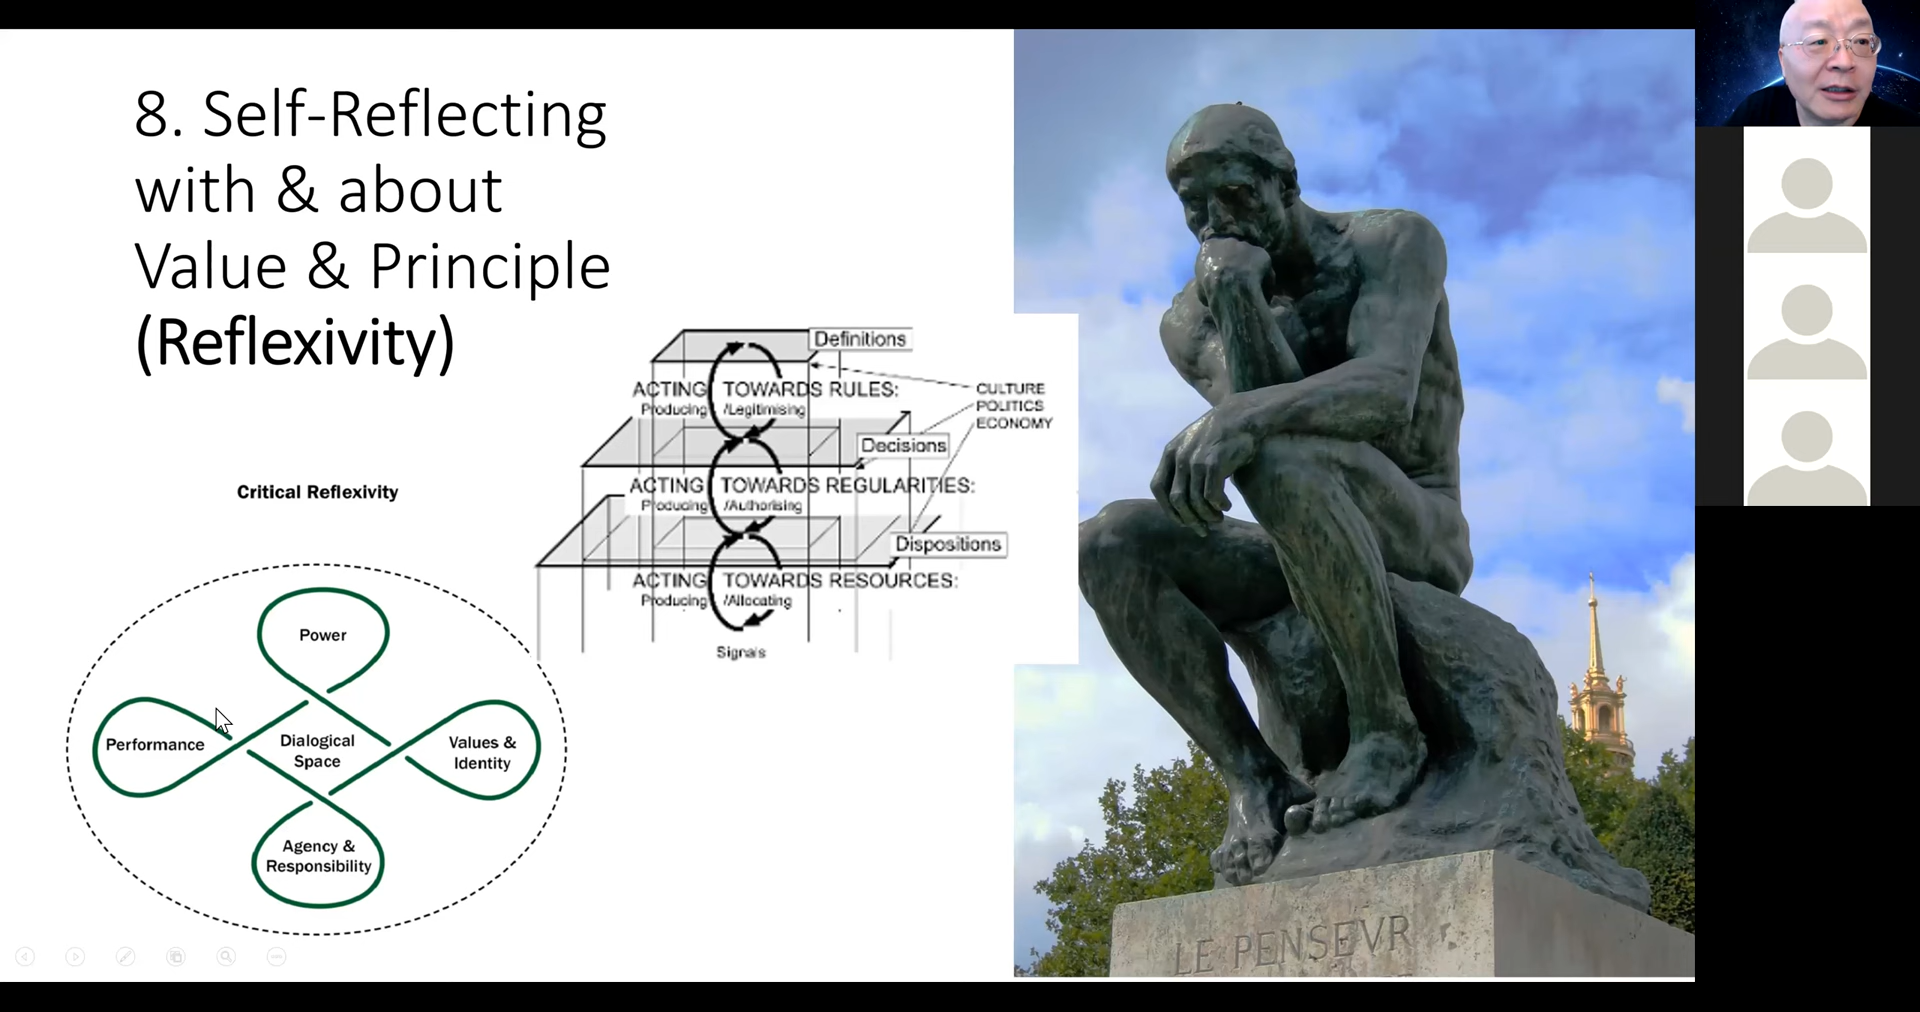 8. Self-Reflecting
with & about
Value & Principle
(Reflexivity)
Definitions
ACTING TOWARDS RULES:
Producing /Legitimising
CULTURE
POLITICS
ECONOMY
Decisions
ACTING TOWARDS REGULARITIES:
Producing /Authorising
Dispositions
ACTING TOWARDS RESOURCES:
Producing /Allocating
Signals
Critical Reflexivity
Power
Performance
Dialogical
Space
Values &
Identity
Agency &
Responsibility
LE PENSEVR